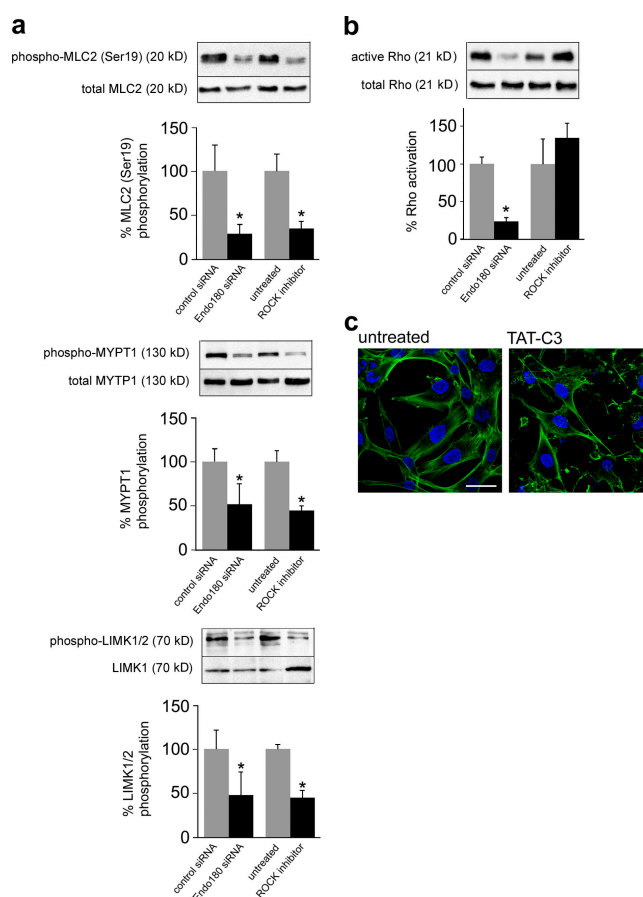 a
phospho-MLC2 (Ser19) (20 kD)
total MLC2 (20 kD)
150
100
50
0
% MLC2 (Ser19)
phosphorylation
*
*
control siRNA
Endo180 siRNA
untreated
ROCK inhibitor
phospho-MYPT1 (130 kD)
total MYTP1 (130 kD)
150
100
50
0
% MYPT1
phosphorylation
*
*
control siRNA
Endo180 siRNA
untreated
ROCK inhibitor
phospho-LIMK1/2 (70 kD)
LIMK1 (70 kD)
150
100
50
0
% LIMK1/2
phosphorylation
*
*
control siRNA
Endo180 siRNA
untreated
ROCK inhibitor
b
active Rho (21 kD)
total Rho (21 kD)
150
100
50
0
% Rho activation
*
control siRNA
Endo180 siRNA
untreated
ROCK inhibitor
c
untreated
TAT-C3